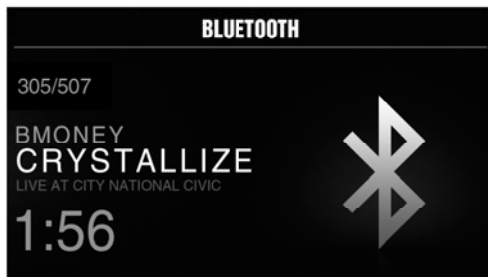 BLUETOOTH
305/507
BMONEY
CRYSTALLIZE
LIVE AT CITY NATIONAL CIVIC
1:56